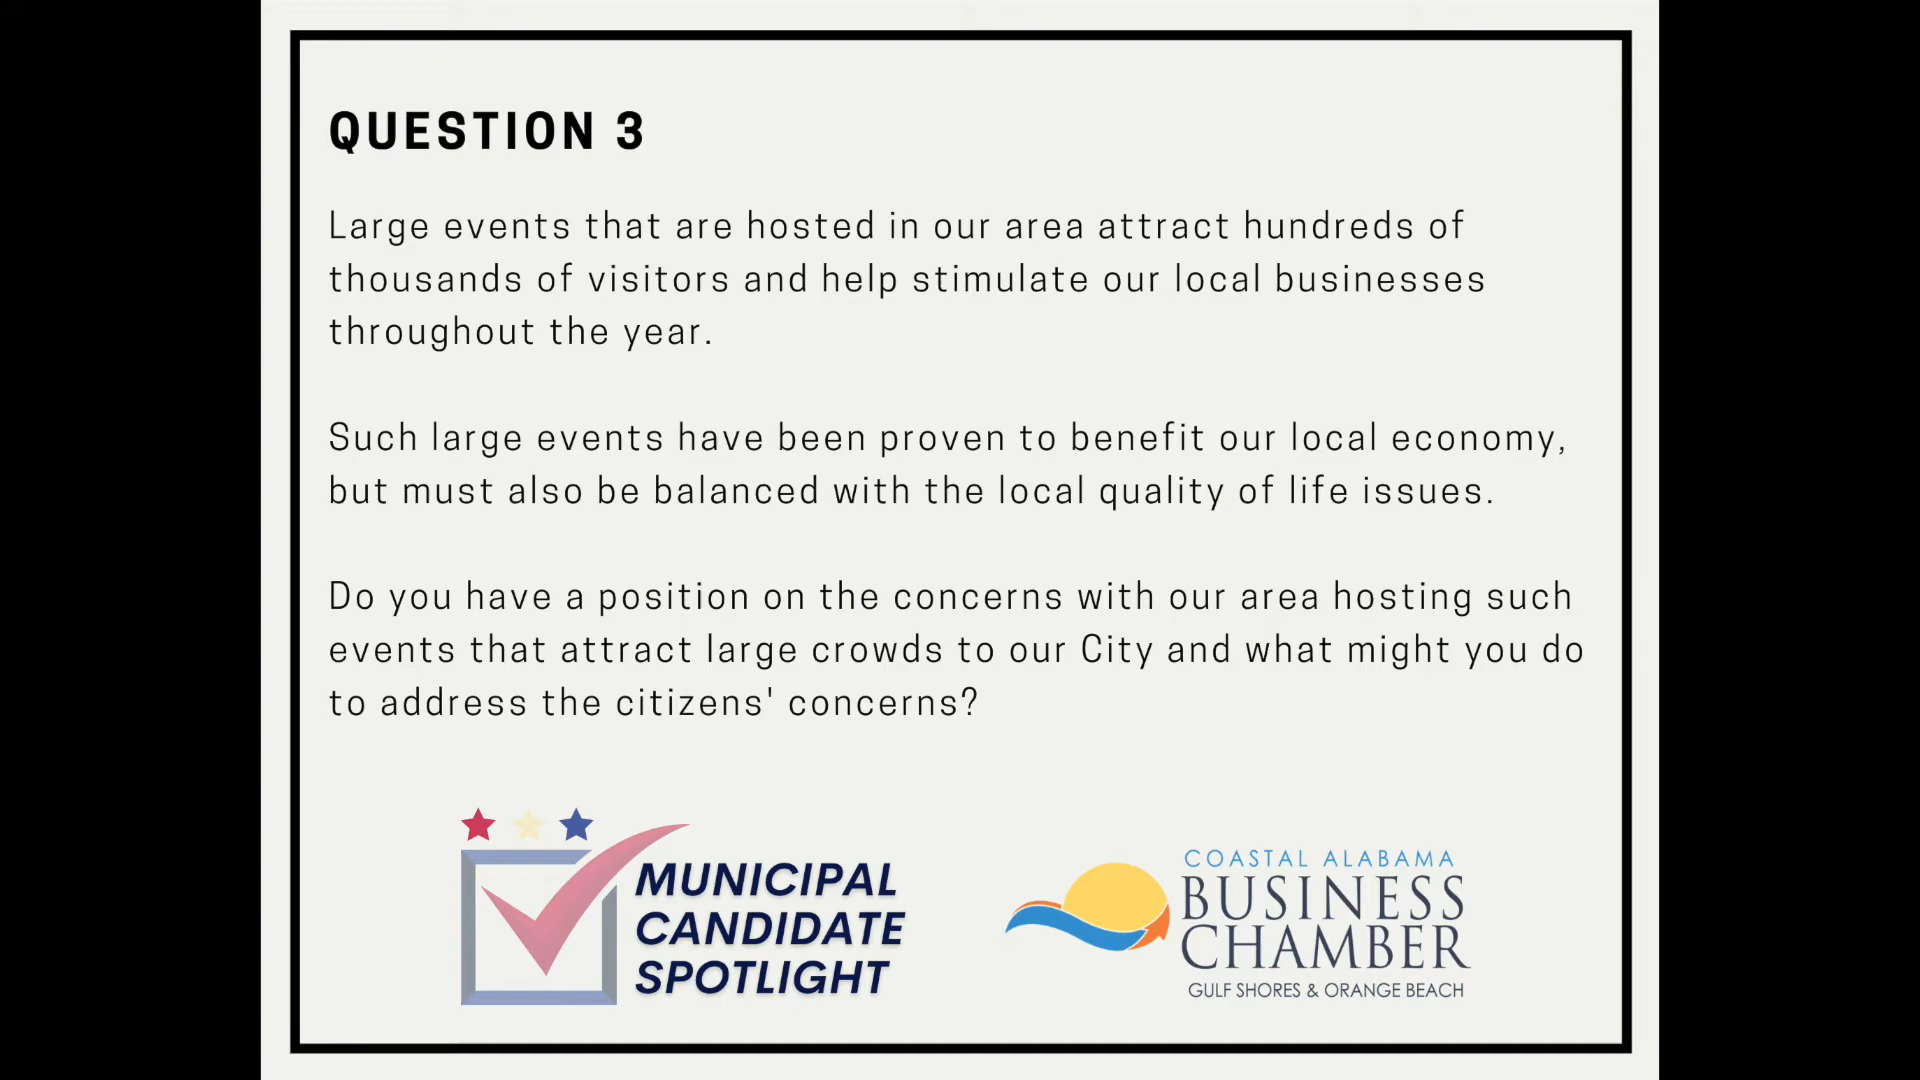 QUESTION 3
Large events that are hosted in our area attract hundreds of
thousands of visitors and help stimulate our local businesses
throughout the year.
Such large events have been proven to benefit our local economy,
but must also be balanced with the local quality of life issues.
Do you have a position on the concerns with our area hosting such
events that attract large crowds to our City and what might you do
to address the citizens' concerns?
MUNICIPAL
CANDIDATE
SPOTLIGHT
COASTAL ALABAMA
BUSINESS
CHAMBER
GULF SHORES & ORANGE BEACH